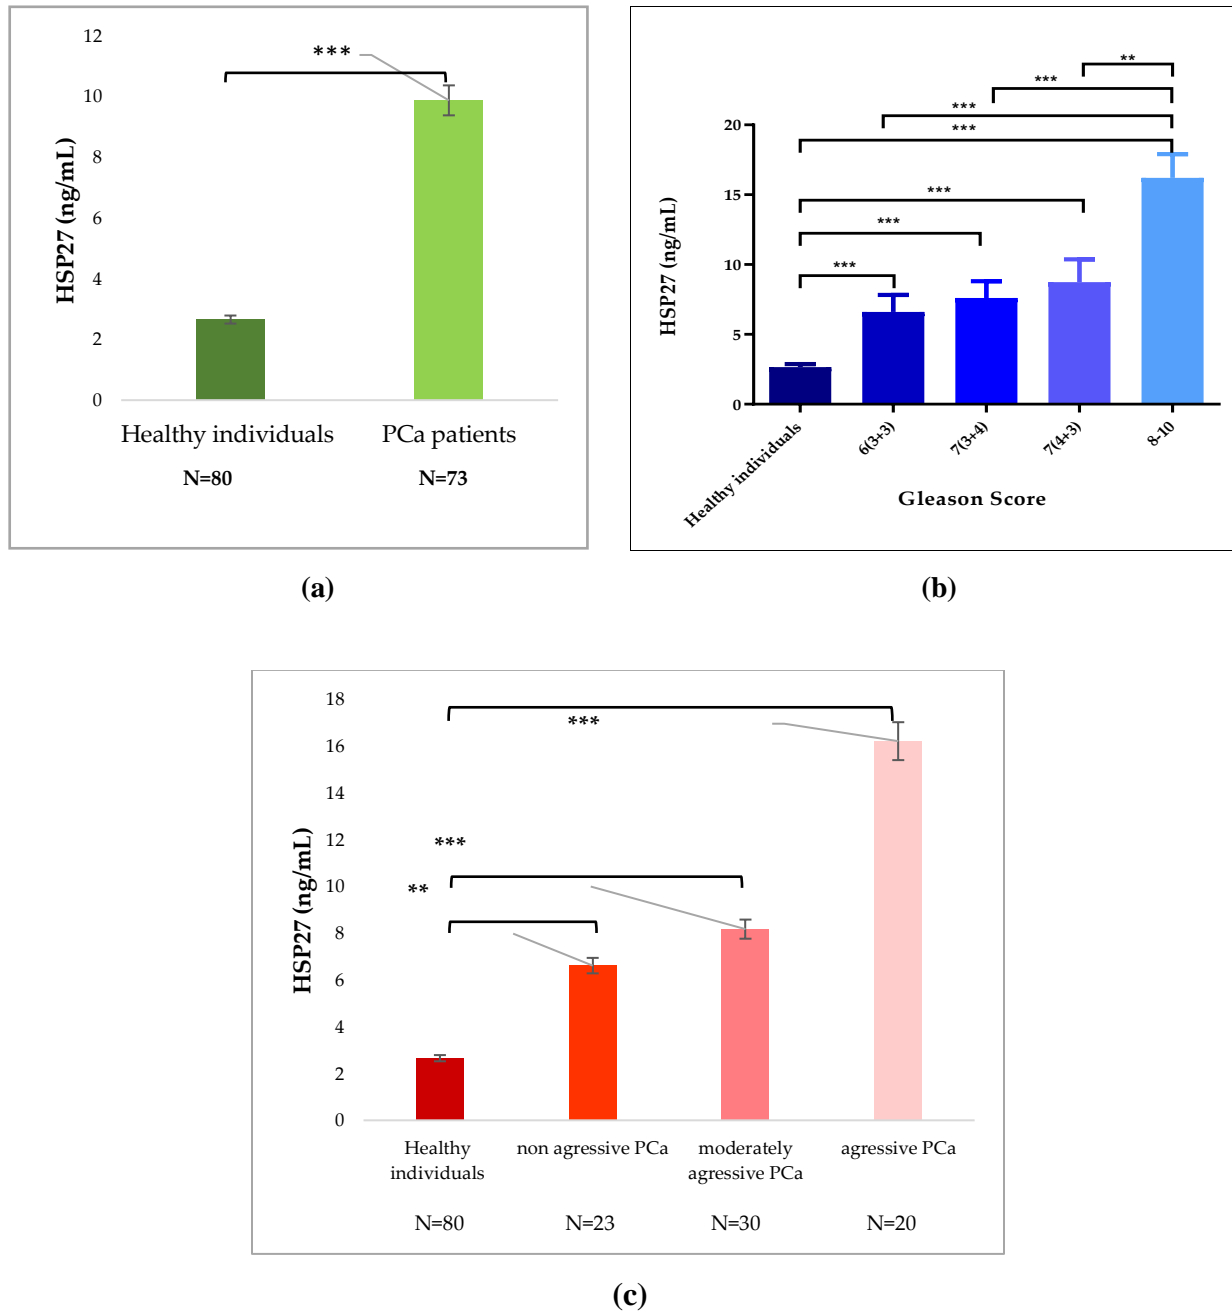 12
10
8
6
4
2
0
HSP27 (ng/mL)
***
Healthy individuals
PCa patients
N=80
N=73
(a)
20
15
10
5
0
HSP27 (ng/mL)
**
***
***
***
***
***
***
Healthy individuals
6(3+3)
7(3+4)
7(4+3)
8-10
Gleason Score
(b)
18
16
14
12
10
8
6
4
2
0
HSP27 (ng/mL)
***
***
**
Healthy
individuals
non agressive PCa
moderately
agressive PCa
agressive PCa
N=80
N=23
N=30
N=20
(c)